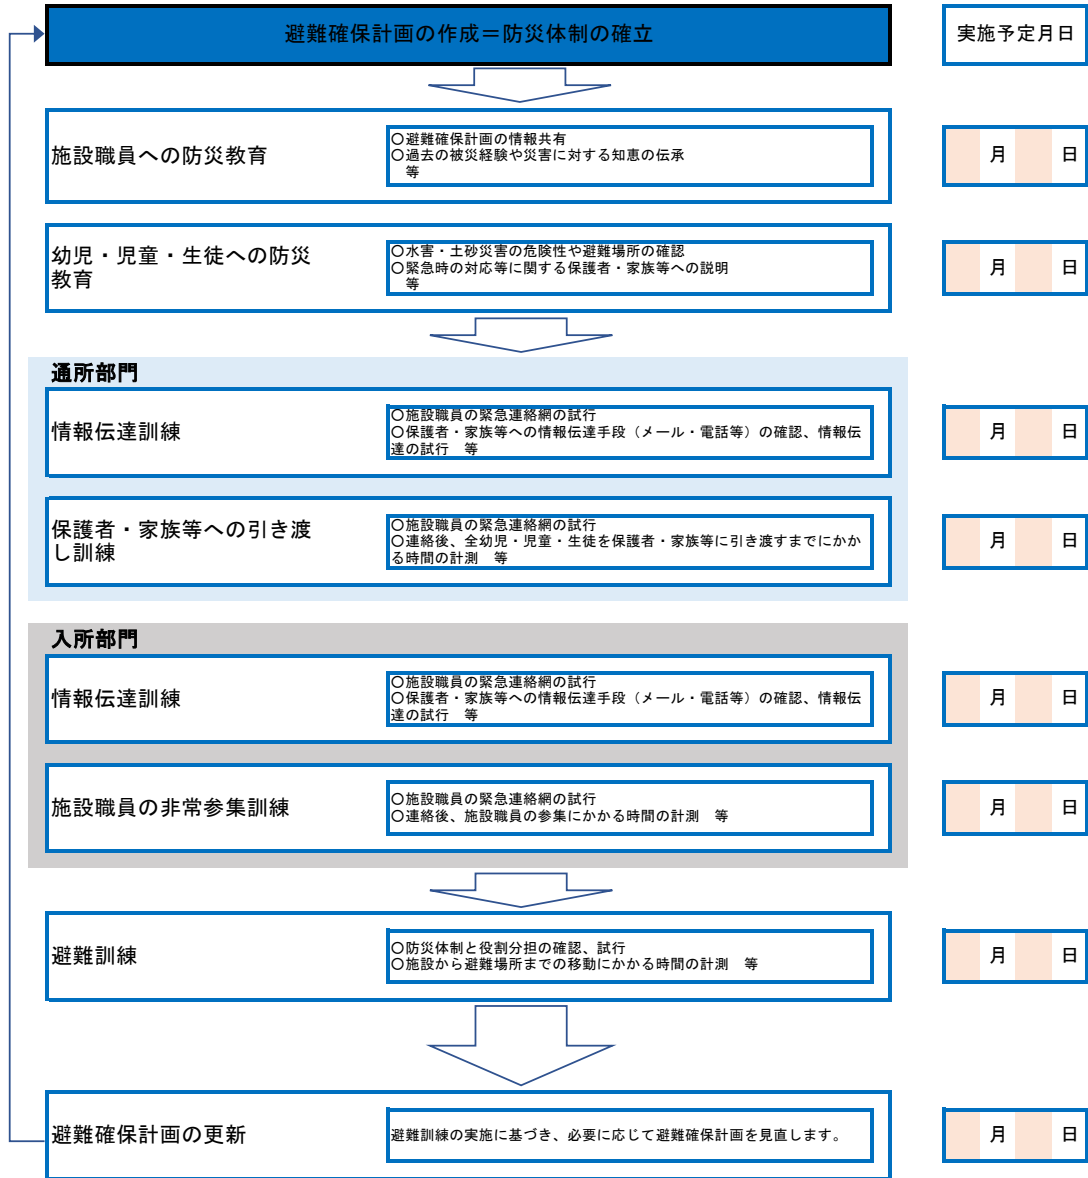 避難確保計画の作成＝防災体制の確立
実施予定月日
施設職員への防災教育
〇避難確保計画の情報共有
〇過去の被災経験や災害に対する知恵の伝承
等
月 日
幼児・児童・生徒への防災
教育
〇水害・土砂災害の危険性や避難場所の確認
〇緊急時の対応等に関する保護者・家族等への説明
等
月 日
通所部門
情報伝達訓練
〇施設職員の緊急連絡網の試行
〇保護者・家族等への情報伝達手段（メール・電話等）の確認、情報伝
達の試行　等
月 日
保護者・家族等への引き渡
し訓練
〇施設職員の緊急連絡網の試行
〇連絡後、全幼児・児童・生徒を保護者・家族等に引き渡すまでにかか
る時間の計測　等
月 日
入所部門
情報伝達訓練
〇施設職員の緊急連絡網の試行
〇保護者・家族等への情報伝達手段（メール・電話等）の確認、情報伝
達の試行　等
月 日
施設職員の非常参集訓練
〇施設職員の緊急連絡網の試行
〇連絡後、施設職員の参集にかかる時間の計測　等
月 日
避難訓練
〇防災体制と役割分担の確認、試行
〇施設から避難場所までの移動にかかる時間の計測　等
月 日
避難確保計画の更新
避難訓練の実施に基づき、必要に応じて避難確保計画を見直します。
月 日